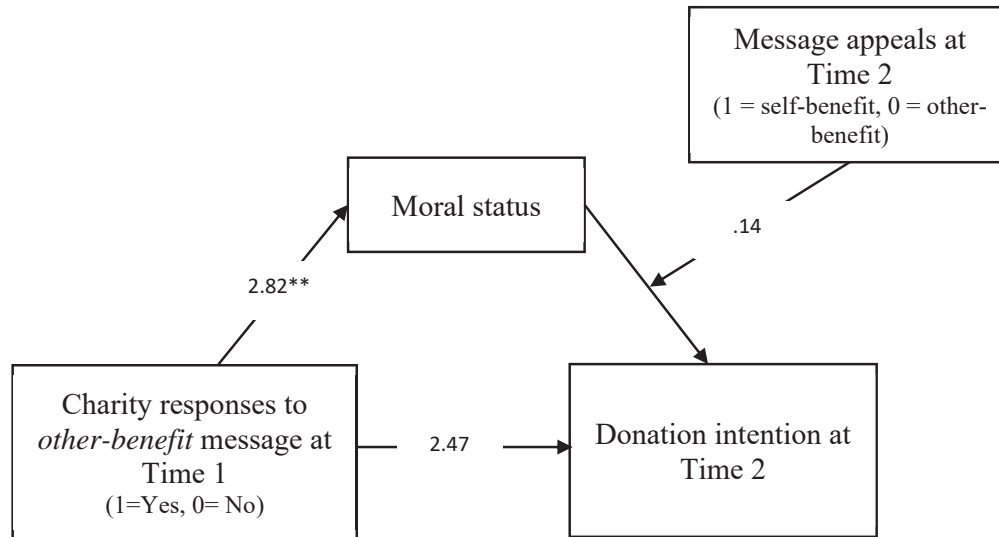 Message appeals at
Time 2
(1 = self-benefit, 0 = other-
benefit)
Moral status
.14
2.82**
Charity responses to
other-benefit message at
Time 1
(1=Yes, 0= No)
2.47
Donation intention at
Time 2